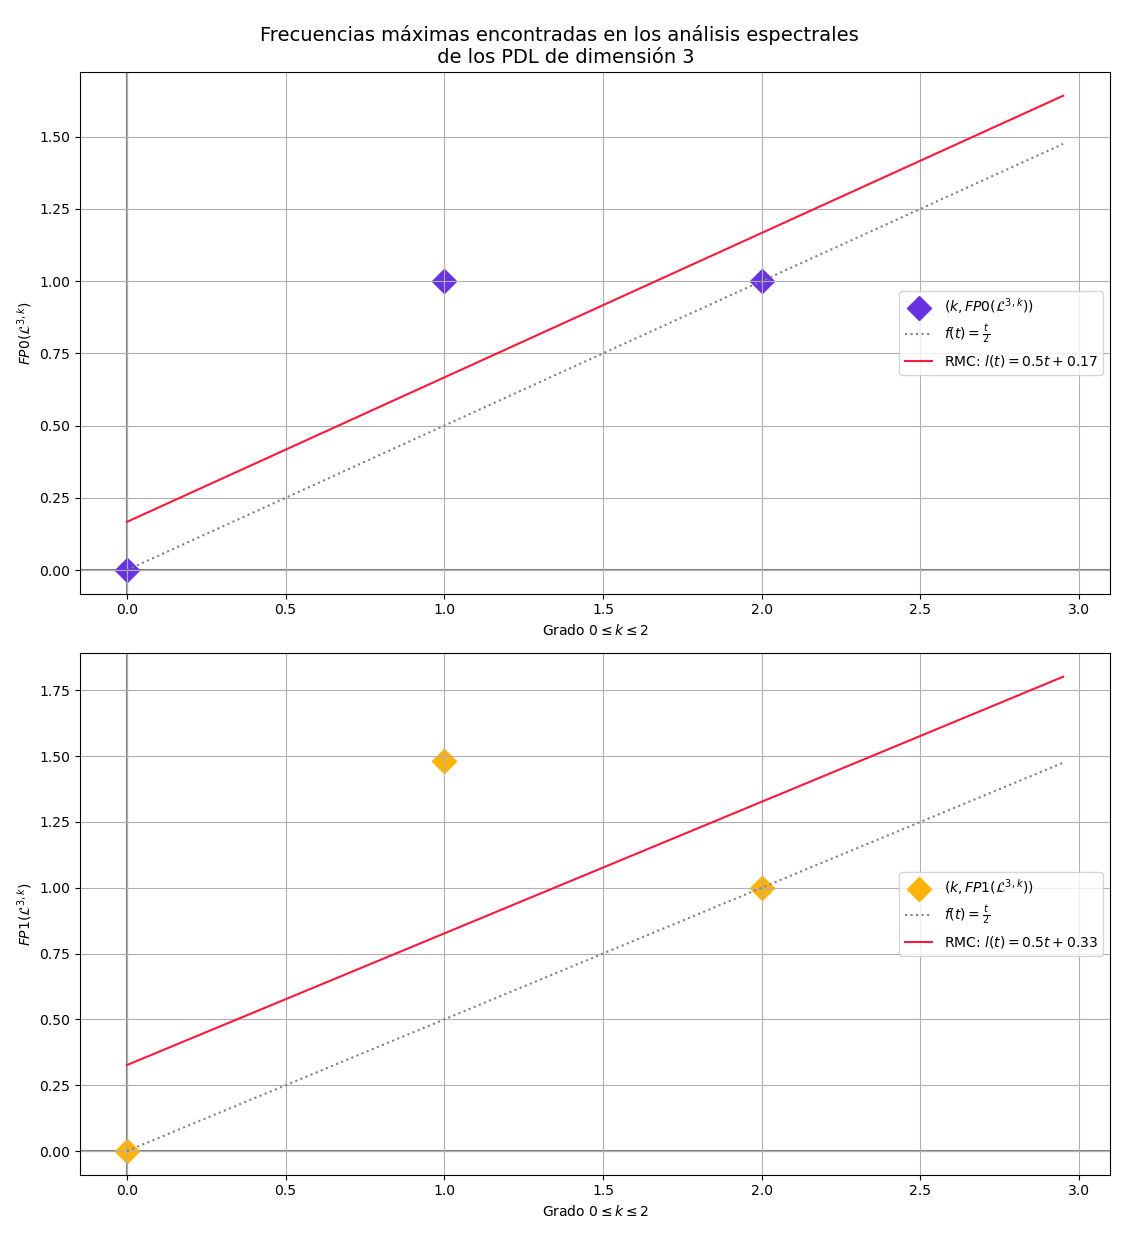 Frecuencias máximas encontradas en los análisis espectrales
de los PDL de dimensión 3
1.50
1.25
1.00
0.75
0.50
0.25
0.00
FP0(ℒ^{3,k})
(k, FP0(ℒ^{3,k}))
f(t) = t/2
RMC: l(t) = 0.5t + 0.17
0.0 0.5 1.0 1.5 2.0 2.5 3.0
Grado 0 ≤ k ≤ 2
1.75
1.50
1.25
1.00
0.75
0.50
0.25
0.00
FP1(ℒ^{3,k})
(k, FP1(ℒ^{3,k}))
f(t) = t/2
RMC: l(t) = 0.5t + 0.33
0.0 0.5 1.0 1.5 2.0 2.5 3.0
Grado 0 ≤ k ≤ 2